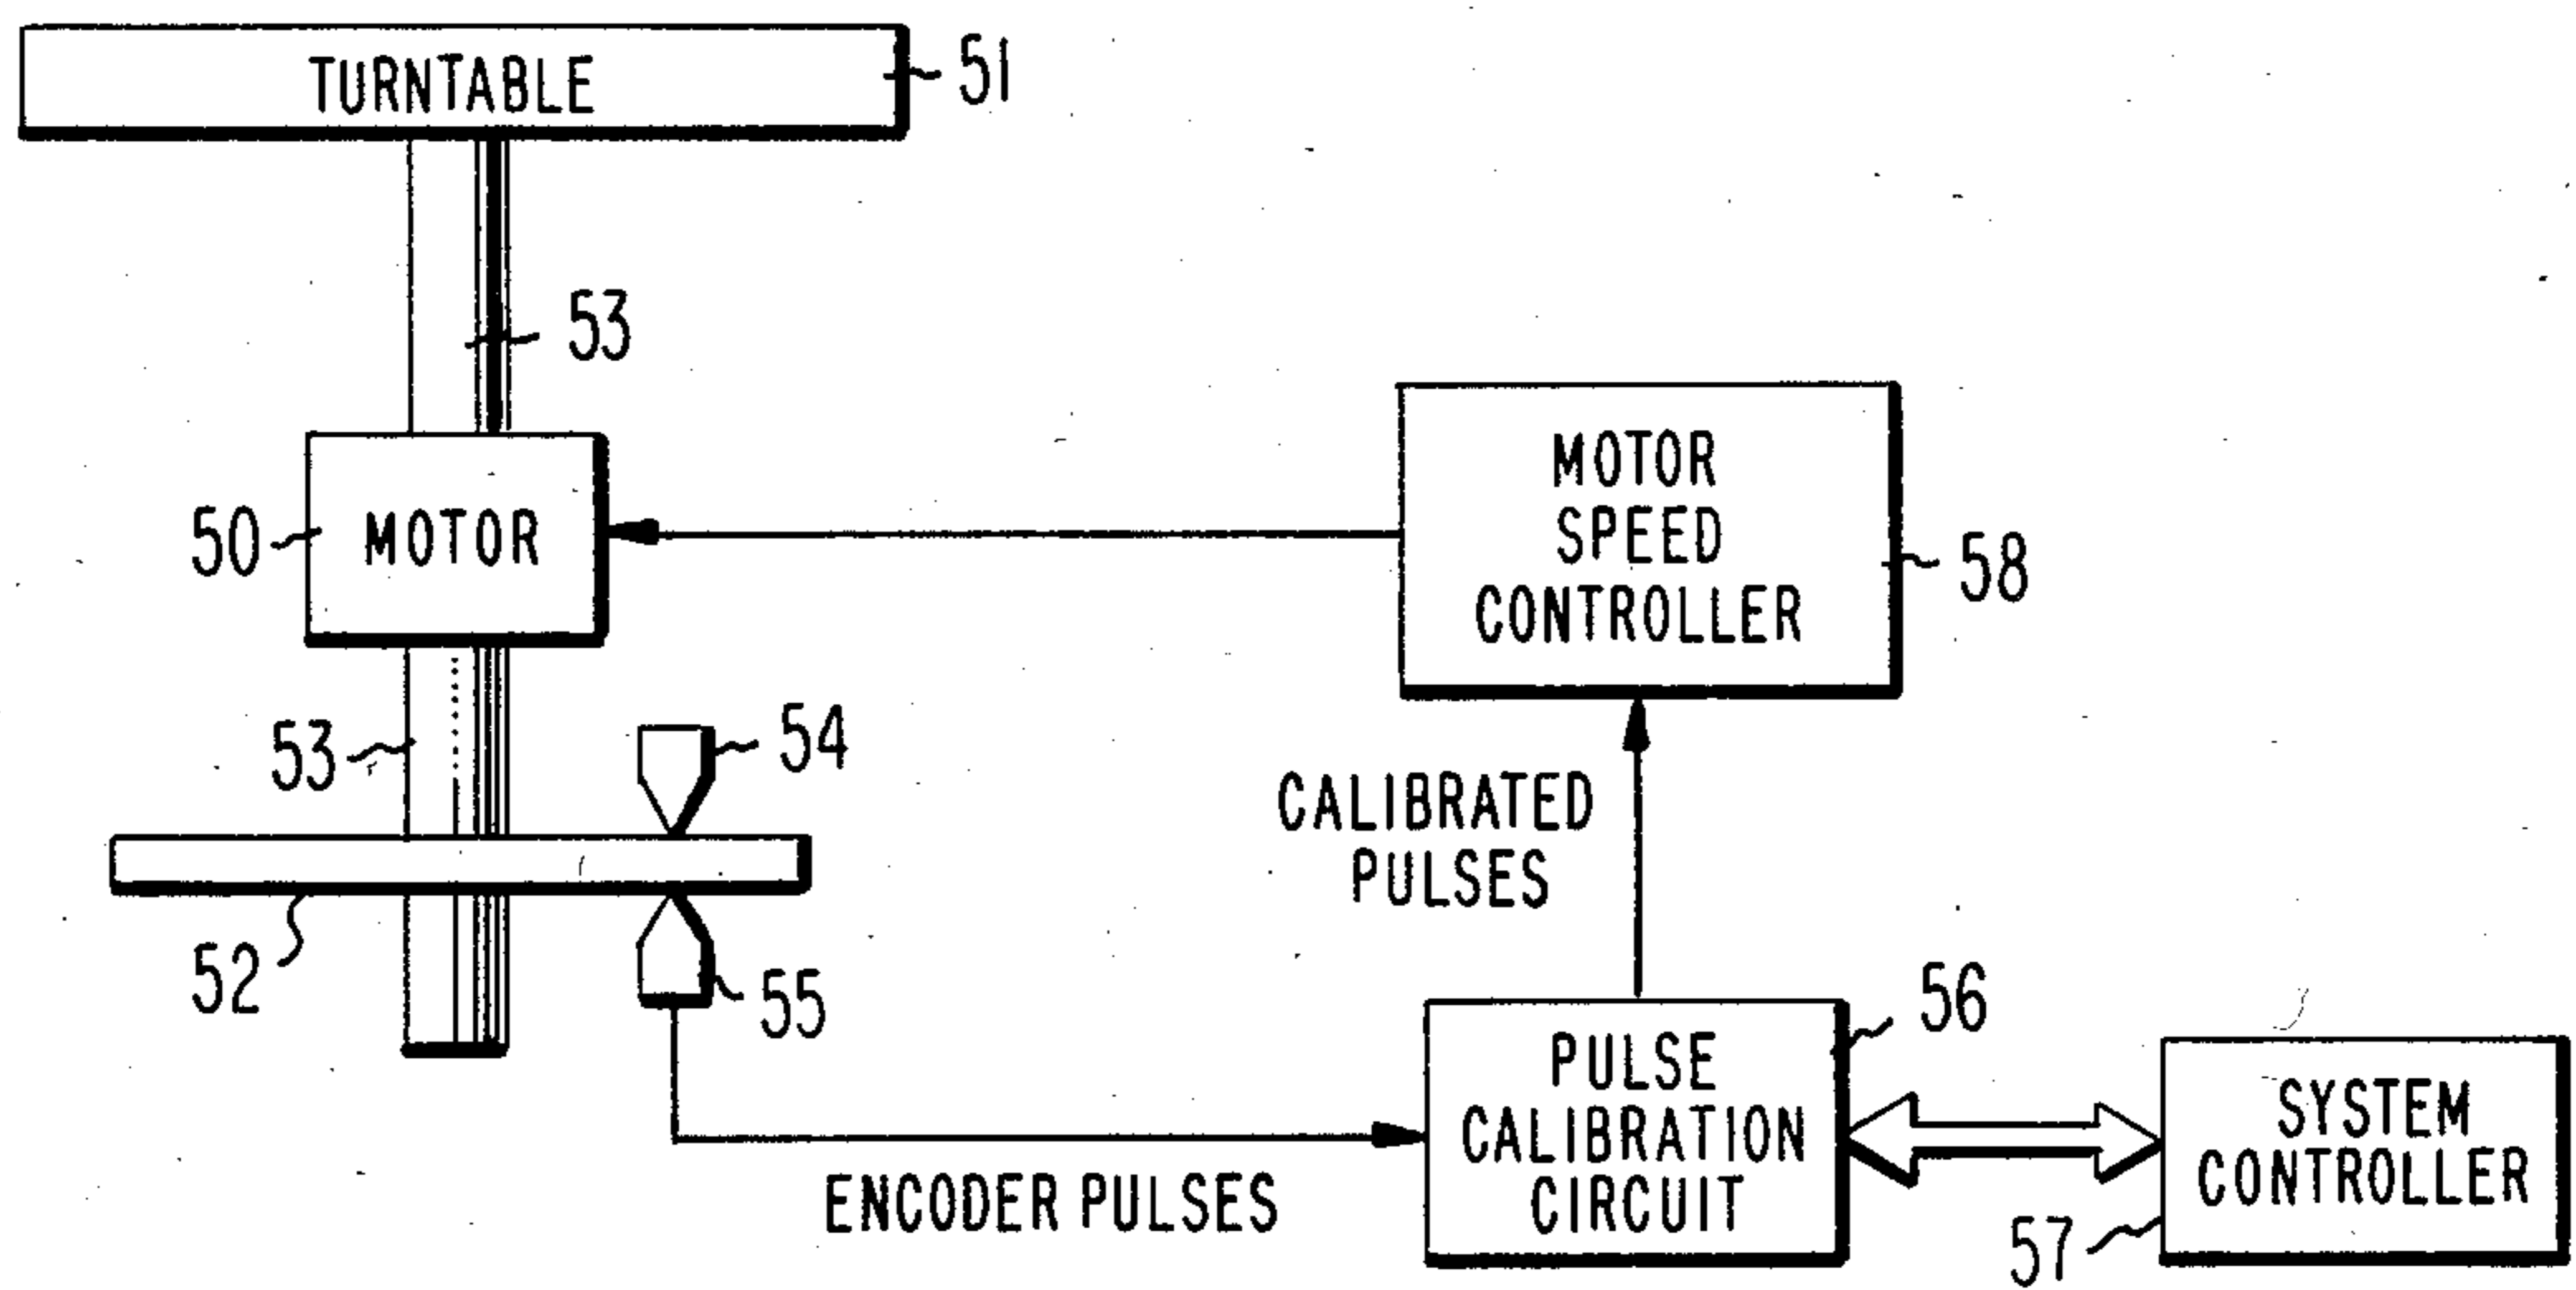 TURNTABLE
51
53
MOTOR
SPEED
CONTROLLER
58
50
MOTOR
53
54
CALIBRATED
PULSES
52
55
56
PULSE
CALIBRATION
CIRCUIT
SYSTEM
CONTROLLER
57
ENCODER PULSES